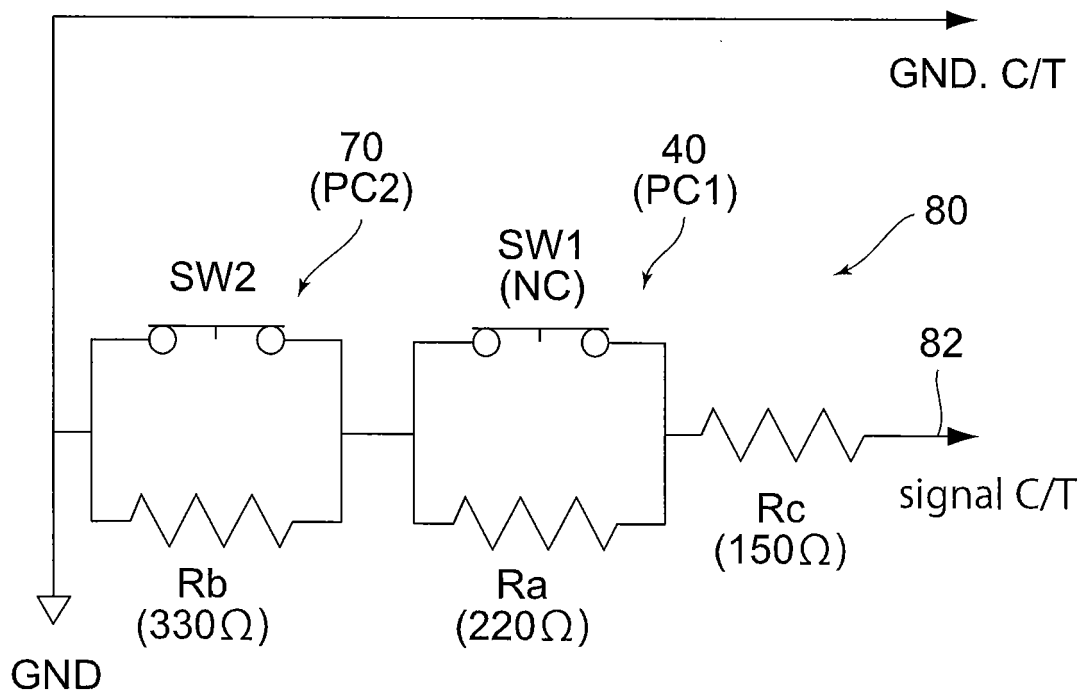 GND. C/T
70
(PC2)
40
(PC1)
80
SW2
SW1
(NC)
82
signal C/T
Rc
(150Ω)
Rb
(330Ω)
Ra
(220Ω)
GND